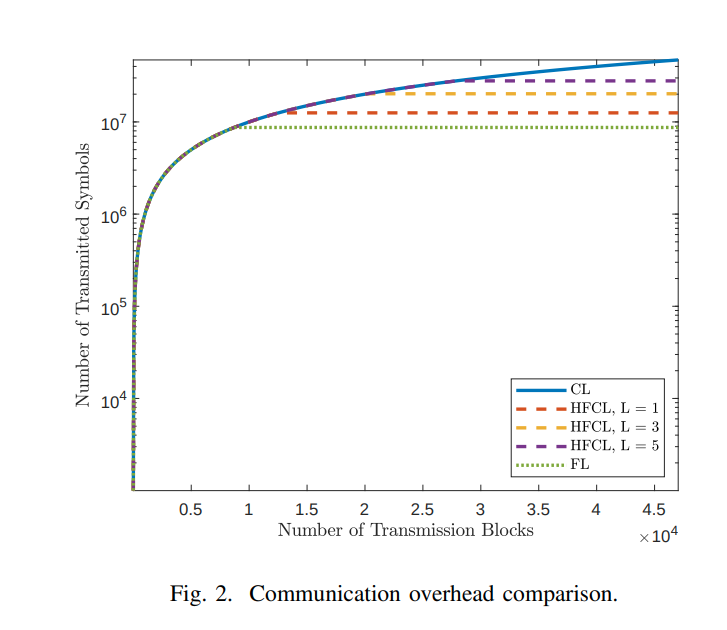 10^7
10^6
10^5
10^4
Number of Transmitted Symbols
CL
HFCL, L = 1
HFCL, L = 3
HFCL, L = 5
FL
0.5 1 1.5 2 2.5 3 3.5 4 4.5
Number of Transmission Blocks
×10^4
Fig. 2. Communication overhead comparison.